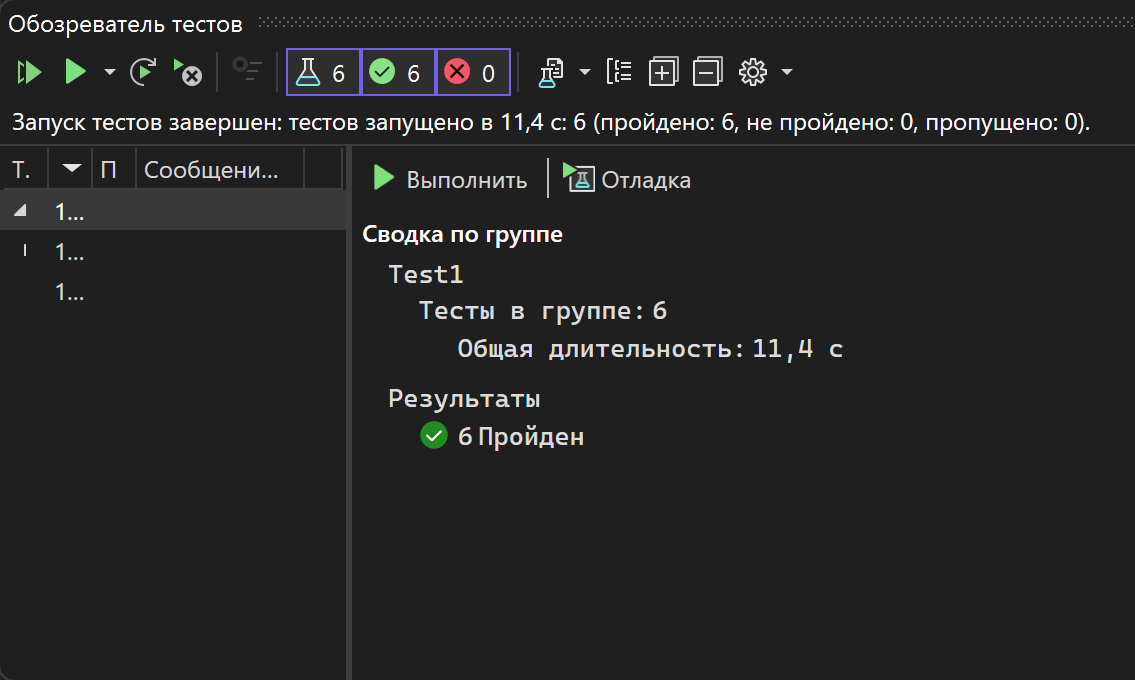 Обозреватель тестов
6 6 0
Запуск тестов завершен: тестов запущено в 11,4 с: 6 (пройдено: 6, не пройдено: 0, пропущено: 0).
Т. П Сообщени...
1...
1...
1...
Выполнить Отладка
Сводка по группе
Test1
Тесты в группе: 6
Общая длительность: 11,4 с
Результаты
6 Пройден